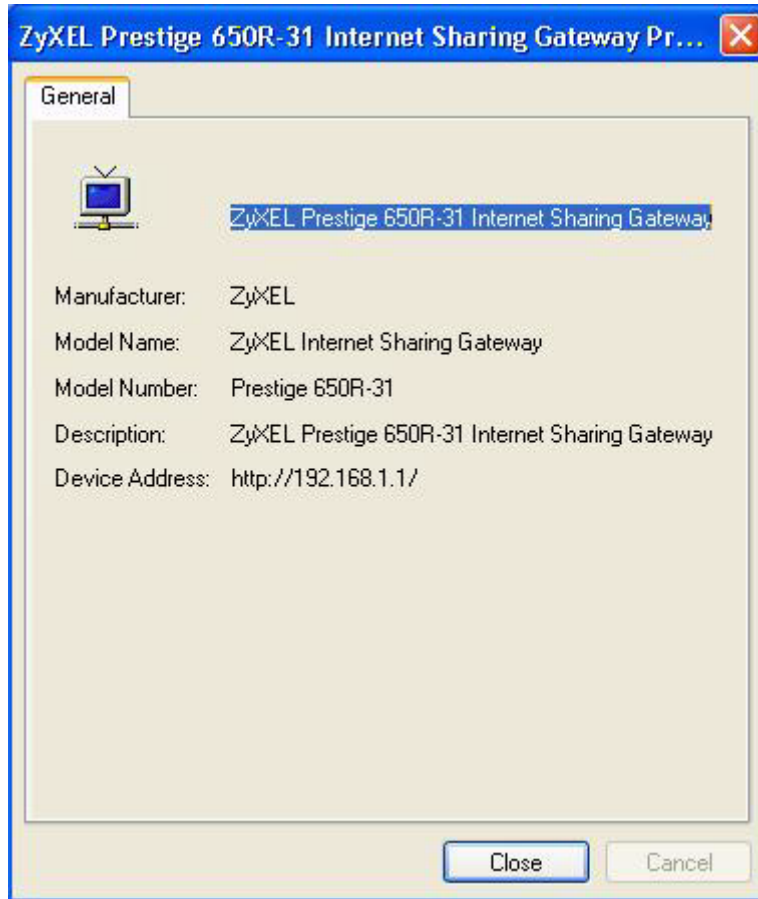 ZyXEL Prestige 650R-31 Internet Sharing Gateway Pr...
General
ZyXEL Prestige 650R-31 Internet Sharing Gateway
Manufacturer: ZyXEL
Model Name: ZyXEL Internet Sharing Gateway
Model Number: Prestige 650R-31
Description: ZyXEL Prestige 650R-31 Internet Sharing Gateway
Device Address: http://192.168.1.1/
Close Cancel